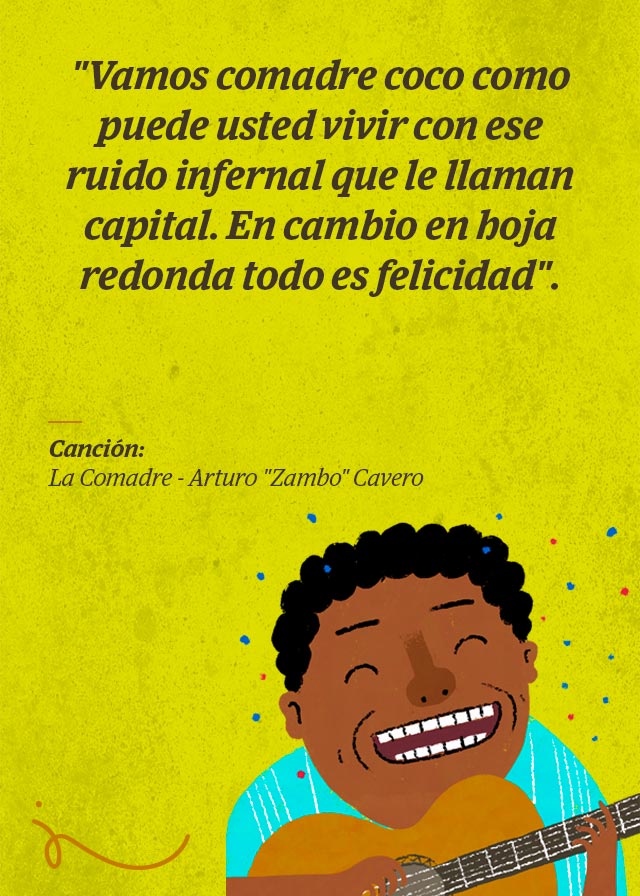 "Vamos comadre coco como
puede usted vivir con ese
ruido infernal que le llaman
capital. En cambio en hoja
redonda todo es felicidad".
Canción:
La Comadre - Arturo "Zambo" Cavero